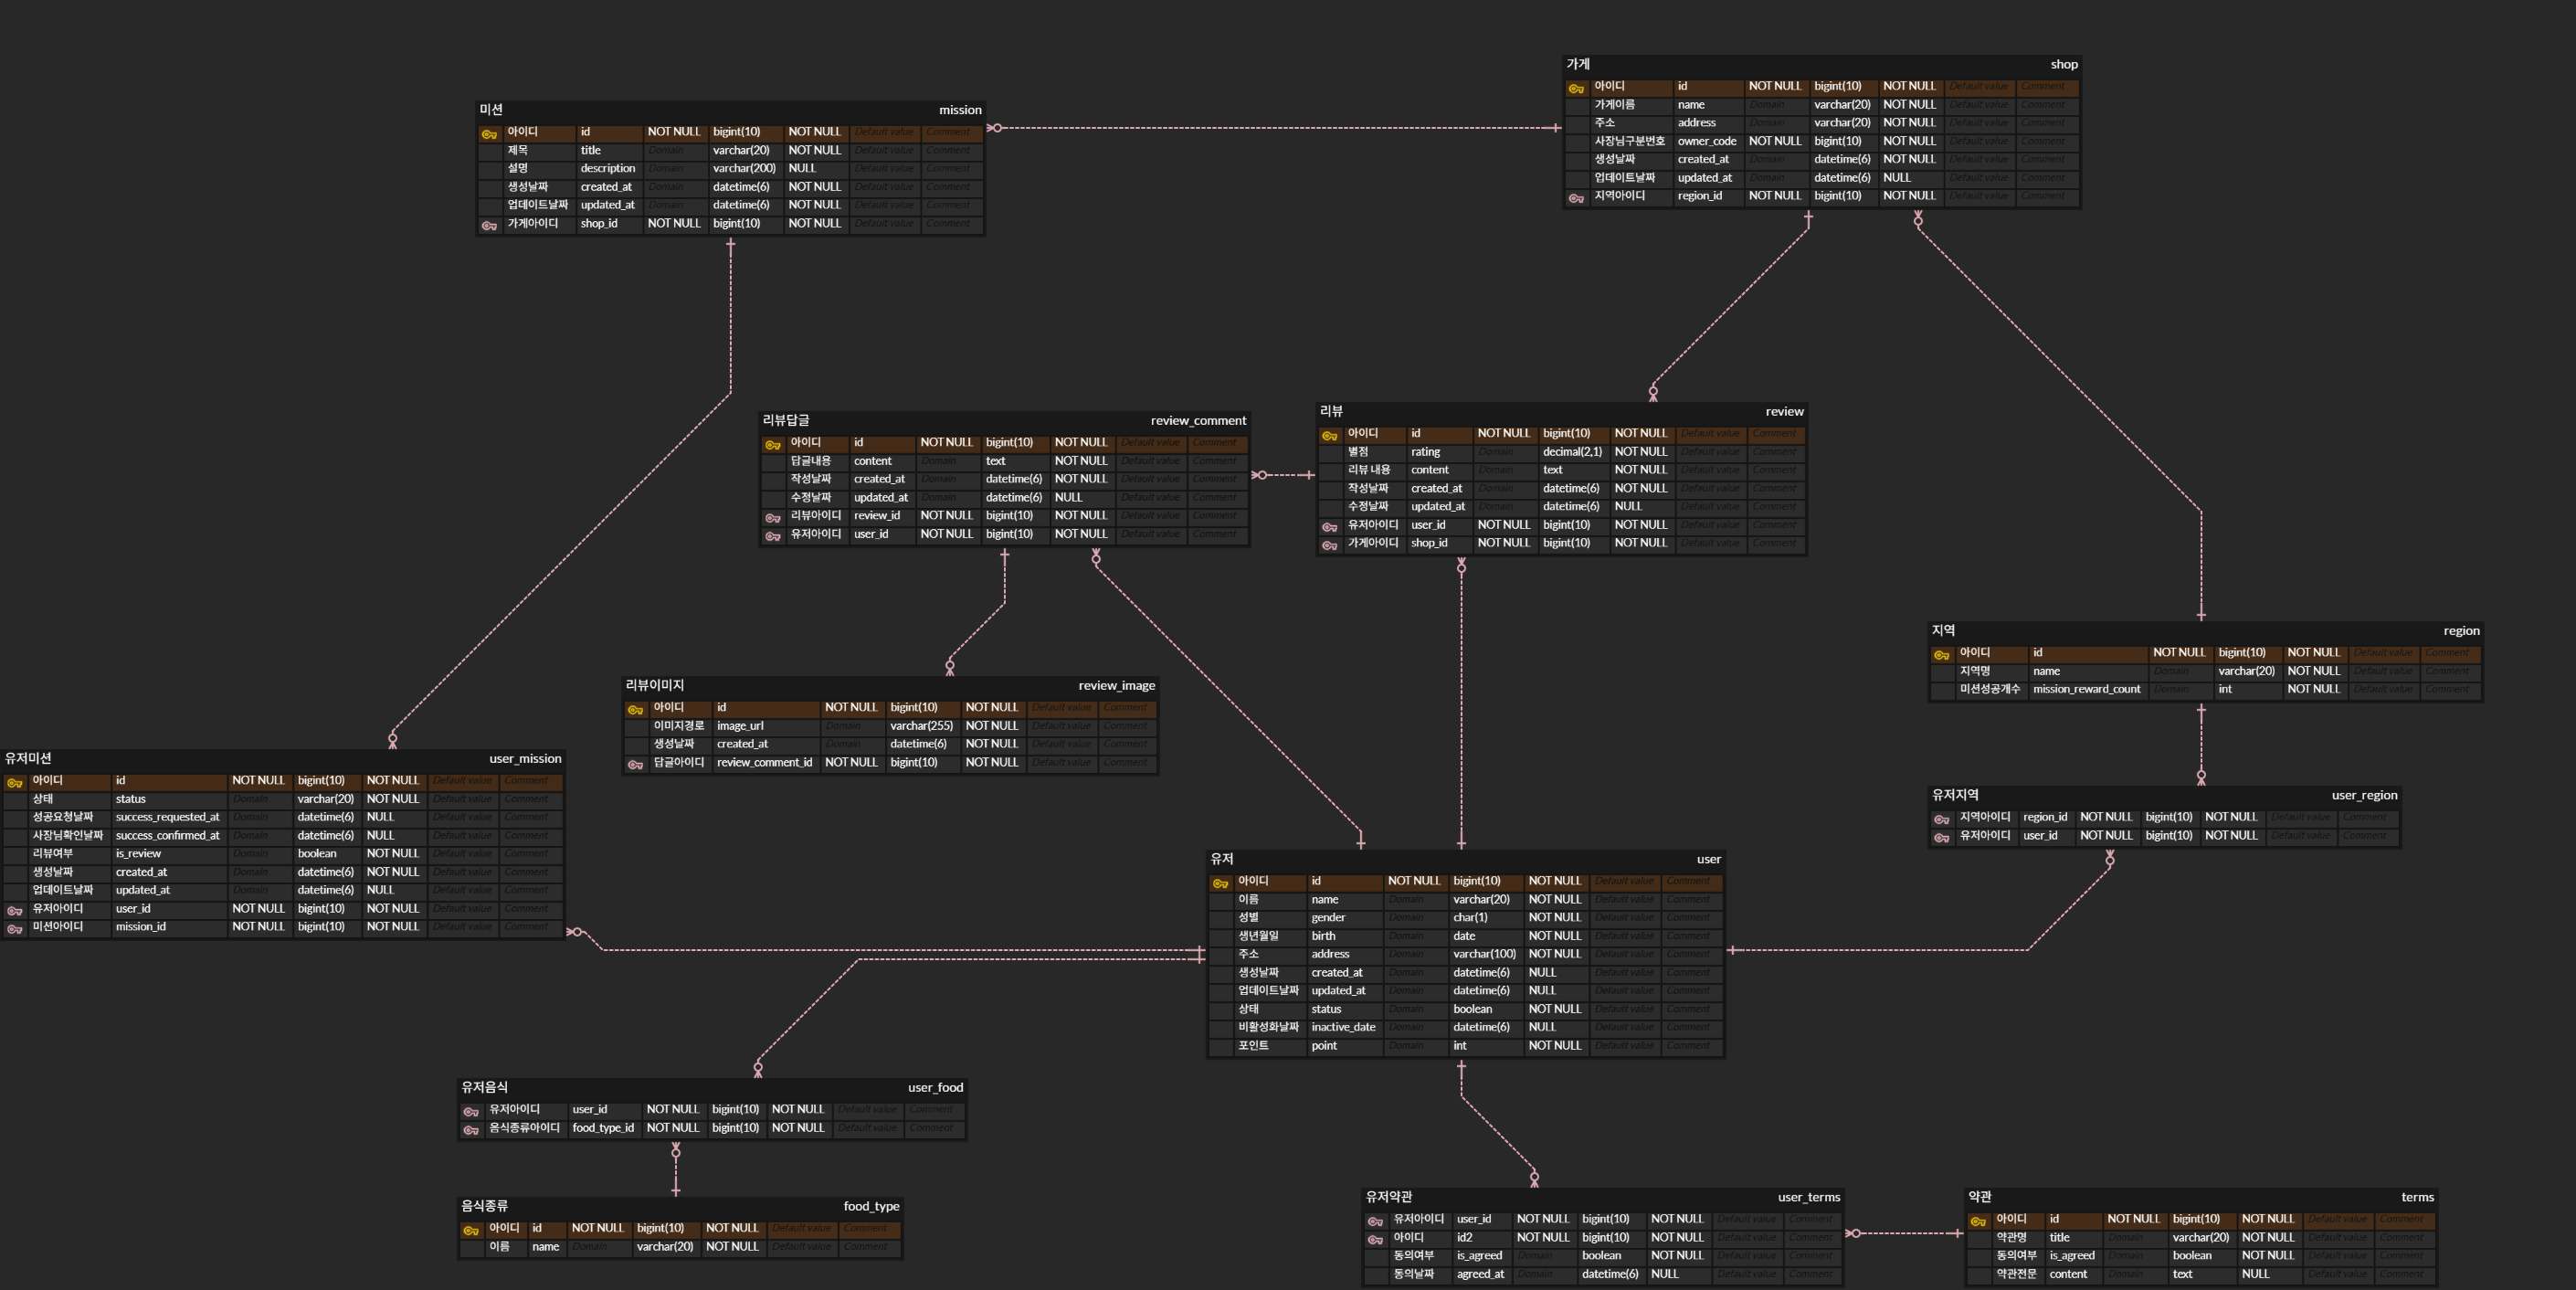 가게 shop
아이디 id NOT NULL bigint(10) NOT NULL Default value Comment
가게이름 name Domain varchar(20) NOT NULL Default value Comment
주소 address Domain varchar(20) NOT NULL Default value Comment
사장님구분번호 owner_code NOT NULL bigint(10) NOT NULL Default value Comment
생성날짜 created_at Domain datetime(6) NOT NULL Default value Comment
업데이트날짜 updated_at Domain datetime(6) NULL Default value Comment
지역아이디 region_id NOT NULL bigint(10) NOT NULL Default value Comment
미션 mission
아이디 id NOT NULL bigint(10) NOT NULL Default value Comment
제목 title Domain varchar(20) NOT NULL Default value Comment
설명 description Domain varchar(200) NULL Default value Comment
생성날짜 created_at Domain datetime(6) NOT NULL Default value Comment
업데이트날짜 updated_at Domain datetime(6) NOT NULL Default value Comment
가게아이디 shop_id NOT NULL bigint(10) NOT NULL Default value Comment
리뷰답글 review_comment
아이디 id NOT NULL bigint(10) NOT NULL Default value Comment
답글내용 content Domain text NOT NULL Default value Comment
작성날짜 created_at Domain datetime(6) NOT NULL Default value Comment
수정날짜 updated_at Domain datetime(6) NULL Default value Comment
리뷰아이디 review_id NOT NULL bigint(10) NOT NULL Default value Comment
유저아이디 user_id NOT NULL bigint(10) NOT NULL Default value Comment
리뷰 review
아이디 id NOT NULL bigint(10) NOT NULL Default value Comment
별점 rating Domain decimal(2,1) NOT NULL Default value Comment
리뷰 내용 content Domain text NOT NULL Default value Comment
작성날짜 created_at Domain datetime(6) NOT NULL Default value Comment
수정날짜 updated_at Domain datetime(6) NULL Default value Comment
유저아이디 user_id NOT NULL bigint(10) NOT NULL Default value Comment
가게아이디 shop_id NOT NULL bigint(10) NOT NULL Default value Comment
지역 region
아이디 id NOT NULL bigint(10) NOT NULL Default value Comment
지역명 name Domain varchar(20) NOT NULL Default value Comment
미션성공개수 mission_reward_count Domain int NOT NULL Default value Comment
리뷰이미지 review_image
아이디 id NOT NULL bigint(10) NOT NULL Default value Comment
이미지경로 image_url Domain varchar(255) NOT NULL Default value Comment
생성날짜 created_at Domain datetime(6) NOT NULL Default value Comment
답글아이디 review_comment_id NOT NULL bigint(10) NOT NULL Default value Comment
유저미션 user_mission
아이디 id NOT NULL bigint(10) NOT NULL Default value Comment
상태 status Domain varchar(20) NOT NULL Default value Comment
성공요청날짜 success_requested_at Domain datetime(6) NULL Default value Comment
사장님확인날짜 success_confirmed_at Domain datetime(6) NULL Default value Comment
리뷰여부 is_review Domain boolean NOT NULL Default value Comment
생성날짜 created_at Domain datetime(6) NOT NULL Default value Comment
업데이트날짜 updated_at Domain datetime(6) NULL Default value Comment
유저아이디 user_id NOT NULL bigint(10) NOT NULL Default value Comment
미션아이디 mission_id NOT NULL bigint(10) NOT NULL Default value Comment
유저지역 user_region
지역아이디 region_id NOT NULL bigint(10) NOT NULL Default value Comment
유저아이디 user_id NOT NULL bigint(10) NOT NULL Default value Comment
유저 user
아이디 id NOT NULL bigint(10) NOT NULL Default value Comment
이름 name Domain varchar(20) NOT NULL Default value Comment
성별 gender Domain char(1) NOT NULL Default value Comment
생년월일 birth Domain date NOT NULL Default value Comment
주소 address Domain varchar(100) NOT NULL Default value Comment
생성날짜 created_at Domain datetime(6) NULL Default value Comment
업데이트날짜 updated_at Domain datetime(6) NULL Default value Comment
상태 status Domain boolean NOT NULL Default value Comment
비활성화날짜 inactive_date Domain datetime(6) NULL Default value Comment
포인트 point Domain int NOT NULL Default value Comment
유저음식 user_food
유저아이디 user_id NOT NULL bigint(10) NOT NULL Default value Comment
음식종류아이디 food_type_id NOT NULL bigint(10) NOT NULL Default value Comment
음식종류 food_type
아이디 id NOT NULL bigint(10) NOT NULL Default value Comment
이름 name Domain varchar(20) NOT NULL Default value Comment
유저약관 user_terms
유저아이디 user_id NOT NULL bigint(10) NOT NULL Default value Comment
아이디 id2 NOT NULL bigint(10) NOT NULL Default value Comment
동의여부 is_agreed Domain boolean NOT NULL Default value Comment
동의날짜 agreed_at Domain datetime(6) NULL Default value Comment
약관 terms
아이디 id NOT NULL bigint(10) NOT NULL Default value Comment
약관명 title Domain varchar(20) NOT NULL Default value Comment
동의여부 is_agreed Domain boolean NOT NULL Default value Comment
약관전문 content Domain text NULL Default value Comment